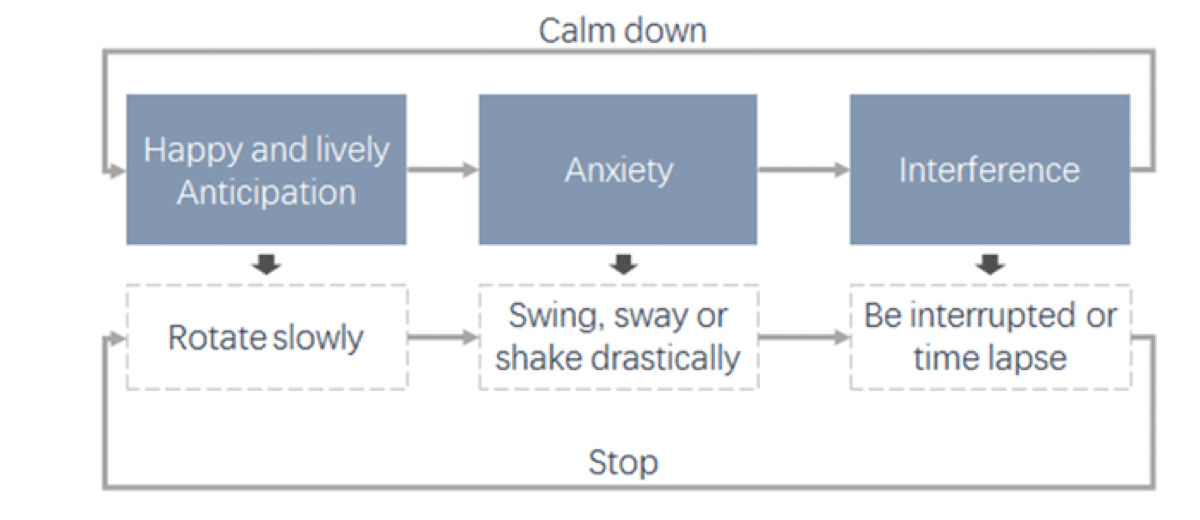 Calm down
Happy and lively
Anticipation
Anxiety
Interference
Rotate slowly
Swing, sway or
shake drastically
Be interrupted or
time lapse
Stop